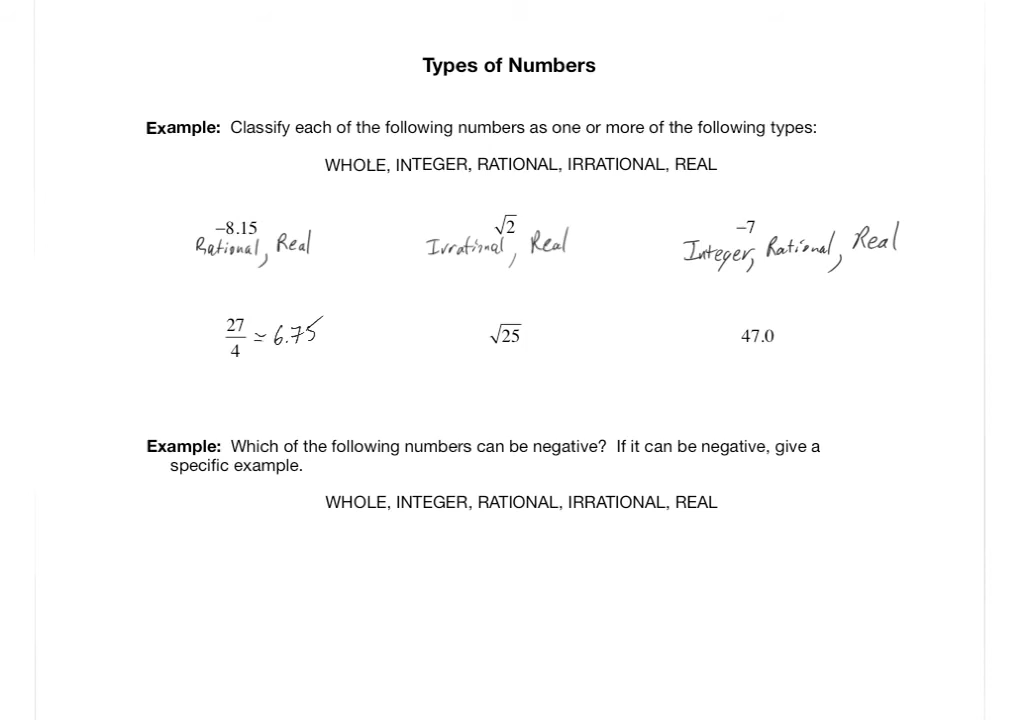 Types of Numbers
Example: Classify each of the following numbers as one or more of the following types:
WHOLE, INTEGER, RATIONAL, IRRATIONAL, REAL
−8.15 √2 −7
Rational, Real Irrational, Real Integer, Rational, Real
27/4 = 6.75 √25 47.0
Example: Which of the following numbers can be negative? If it can be negative, give a
specific example.
WHOLE, INTEGER, RATIONAL, IRRATIONAL, REAL